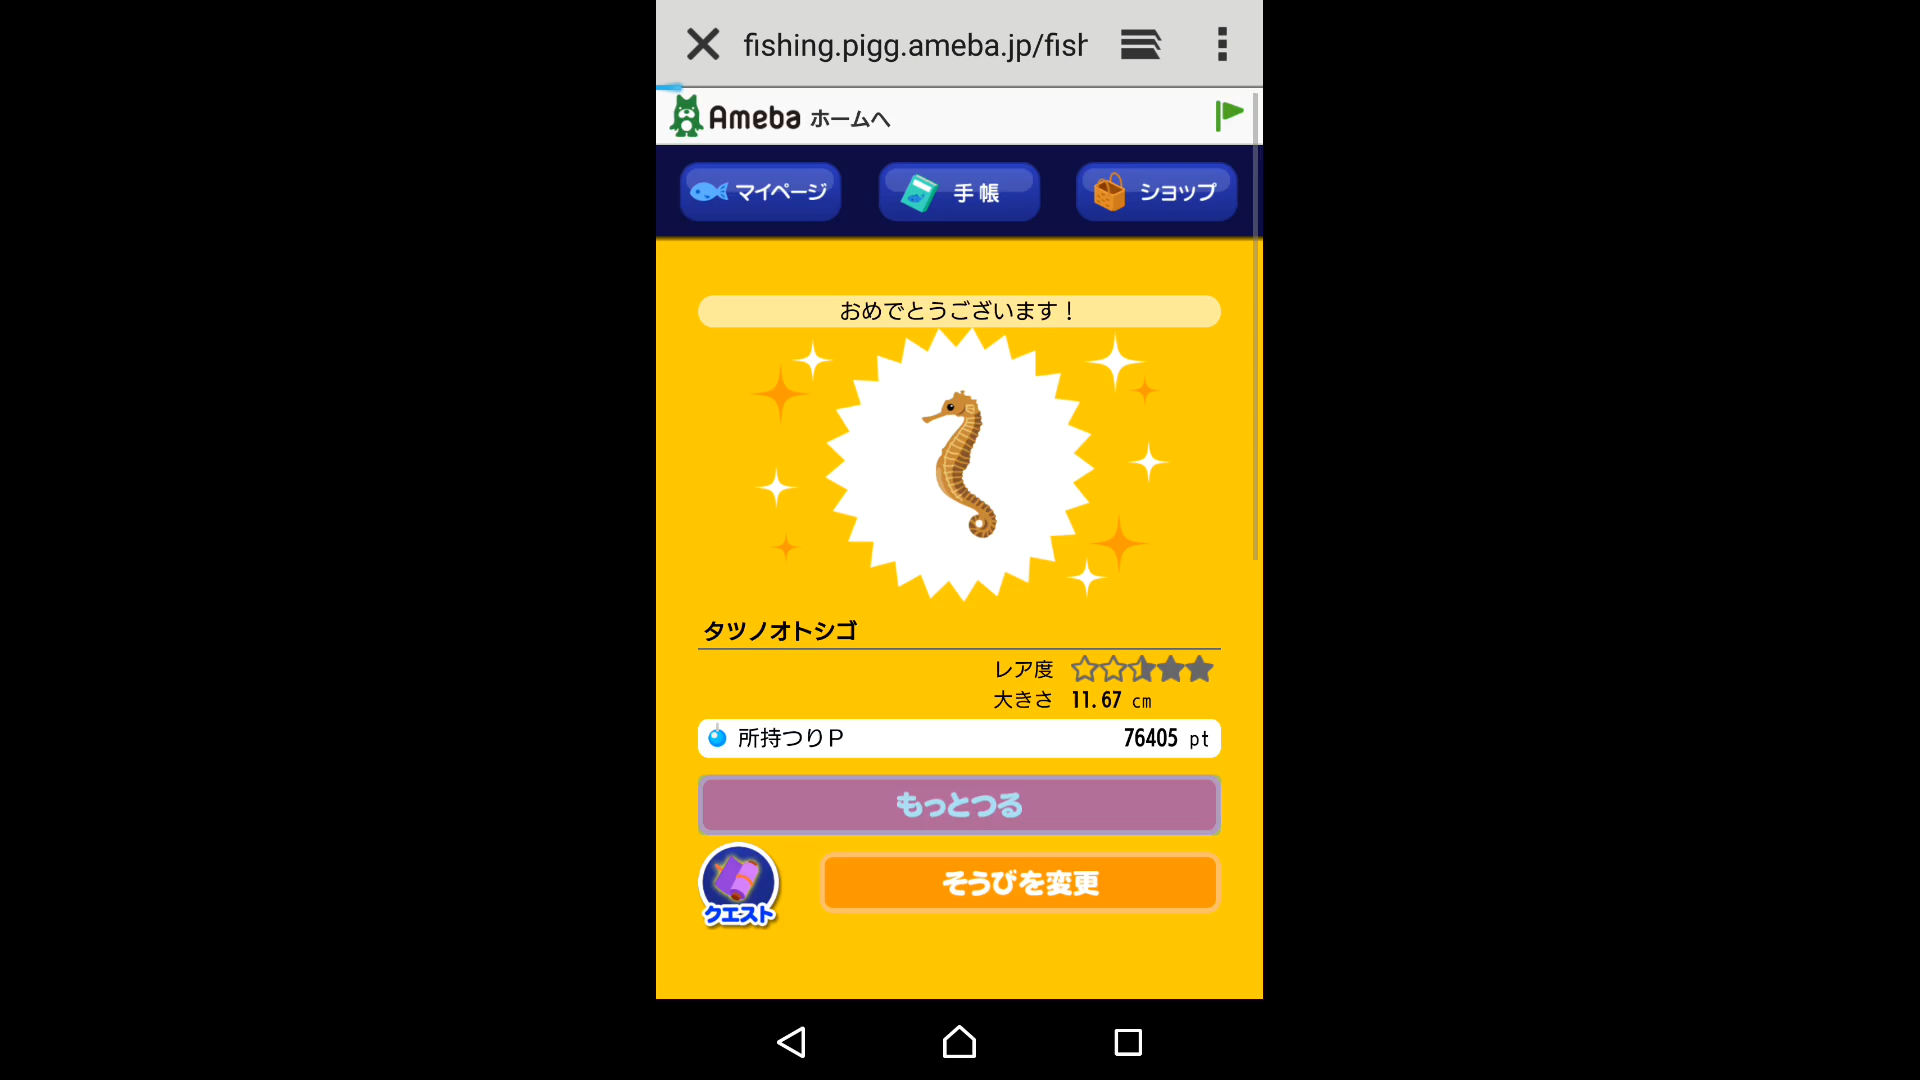 fishing.pigg.ameba.jp/fish
Ameba ホームへ
マイページ 手帳 ショップ
おめでとうございます！
タツノオトシゴ
レア度
大きさ 11.67 cm
所持つりP 76405 pt
もっとつる
クエスト
そうびを変更